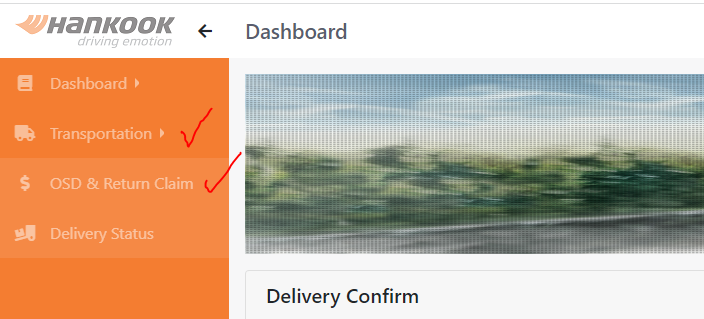 HANKOOK
driving emotion
Dashboard
Dashboard
Transportation
OSD & Return Claim
Delivery Status
Delivery Confirm